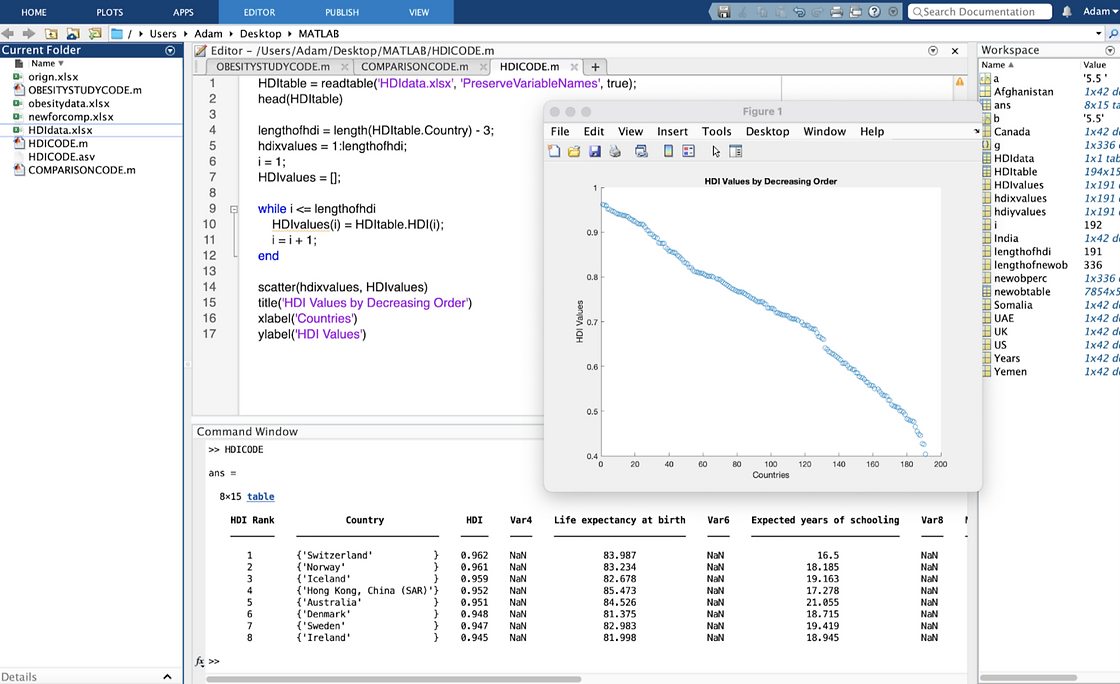 HOME PLOTS APPS EDITOR PUBLISH VIEW Search Documentation Adam
/ Users Adam Desktop MATLAB
Current Folder
Name
orign.xlsx
OBESITYSTUDYCODE.m
obesitydata.xlsx
newforcomp.xlsx
HDIdata.xlsx
HDICODE.m
HDICODE.asv
COMPARISONCODE.m
Details
Editor - /Users/Adam/Desktop/MATLAB/HDICODE.m
OBESITYSTUDYCODE.m COMPARISONCODE.m HDICODE.m
1 HDItable = readtable('HDIdata.xlsx', 'PreserveVariableNames', true);
2 head(HDItable)
3
4 lengthofhdi = length(HDItable.Country) - 3;
5 hdixvalues = 1:lengthofhdi;
6 i = 1;
7 HDIvalues = [];
8
9 while i <= lengthofhdi
10 HDIvalues(i) = HDItable.HDI(i);
11 i = i + 1;
12 end
13
14 scatter(hdixvalues, HDIvalues)
15 title('HDI Values by Decreasing Order')
16 xlabel('Countries')
17 ylabel('HDI Values')
Figure 1
File Edit View Insert Tools Desktop Window Help
HDI Values by Decreasing Order
1
0.9
0.8
0.7
0.6
0.5
0.4
HDI Values
0 20 40 60 80 100 120 140 160 180 200
Countries
Command Window
>> HDICODE
ans =
8×15 table
HDI Rank Country HDI Var4 Life expectancy at birth Var6 Expected years of schooling Var8
1 {'Switzerland' } 0.962 NaN 83.987 NaN 16.5 NaN
2 {'Norway' } 0.961 NaN 83.234 NaN 18.185 NaN
3 {'Iceland' } 0.959 NaN 82.678 NaN 19.163 NaN
4 {'Hong Kong, China (SAR)'} 0.952 NaN 85.473 NaN 17.278 NaN
5 {'Australia' } 0.951 NaN 84.526 NaN 21.055 NaN
6 {'Denmark' } 0.948 NaN 81.375 NaN 18.715 NaN
7 {'Sweden' } 0.947 NaN 82.983 NaN 19.419 NaN
8 {'Ireland' } 0.945 NaN 81.998 NaN 18.945 NaN
fx >>
Workspace
Name Value
a '5.5 '
Afghanistan 1x42 d
ans 8x15 ta
b '5.5'
Canada 1x42 d
g 1x336
HDIdata 1x1 tab
HDItable 194x15
HDIvalues 1x191
hdixvalues 1x191
hdiyvalues 1x191
i 192
India 1x42 d
lengthofhdi 191
lengthofnewob 336
newobperc 1x336
newobtable 7854x5
Somalia 1x42 d
UAE 1x42 d
UK 1x42 d
US 1x42 d
Years 1x42 d
Yemen 1x42 d